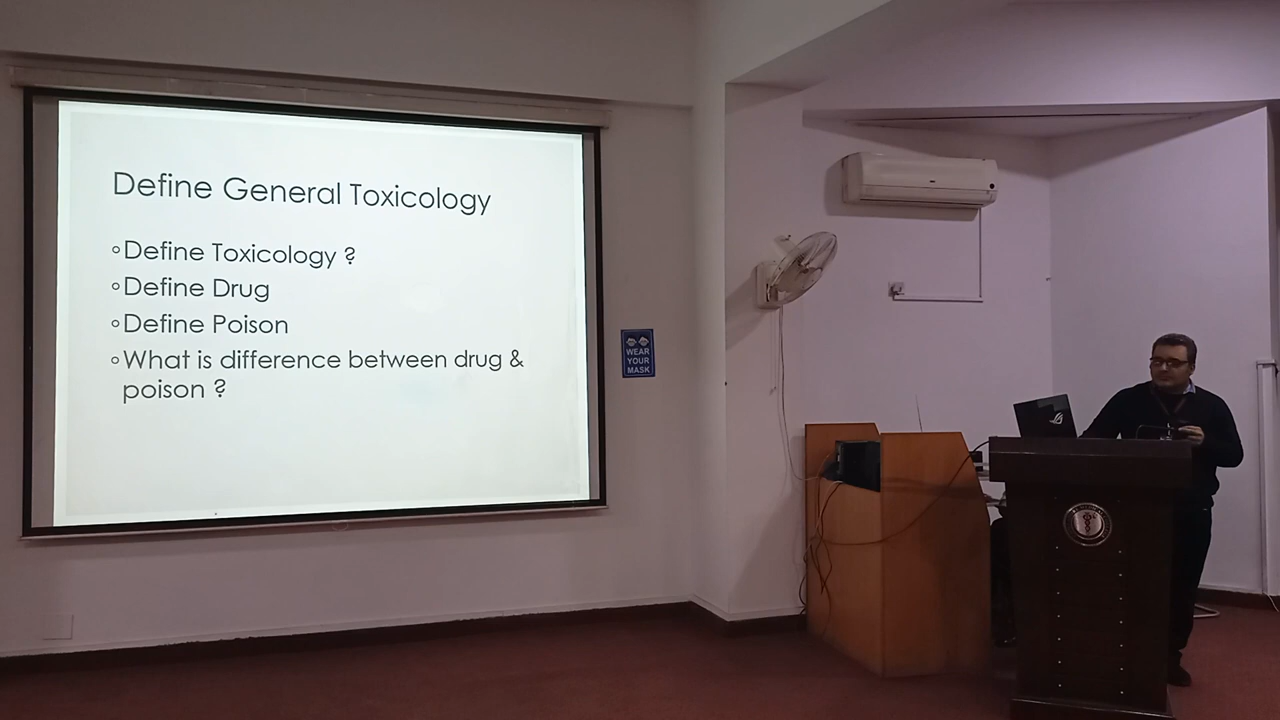 Define General Toxicology
Define Toxicology ?
Define Drug
Define Poison
What is difference between drug &
poison ?
WEAR
YOUR
MASK